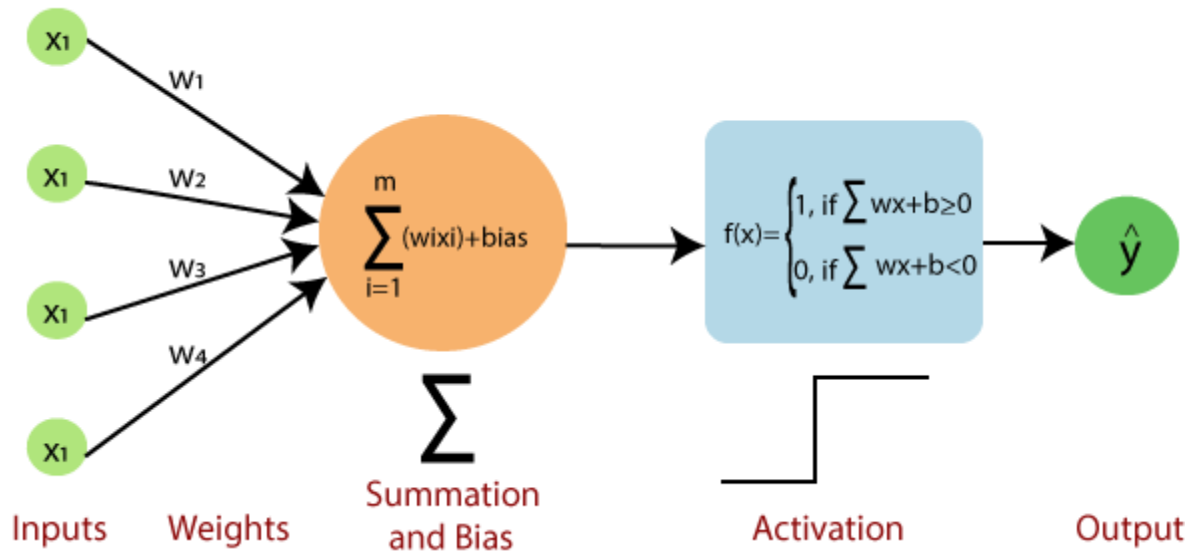 x1
x1
x1
x1
w1
w2
w3
w4
m
∑(wixi)+bias
i=1
f(x)={1, if ∑ wx+b≥0
0, if ∑ wx+b<0
ŷ
∑
Inputs
Weights
Summation
and Bias
Activation
Output